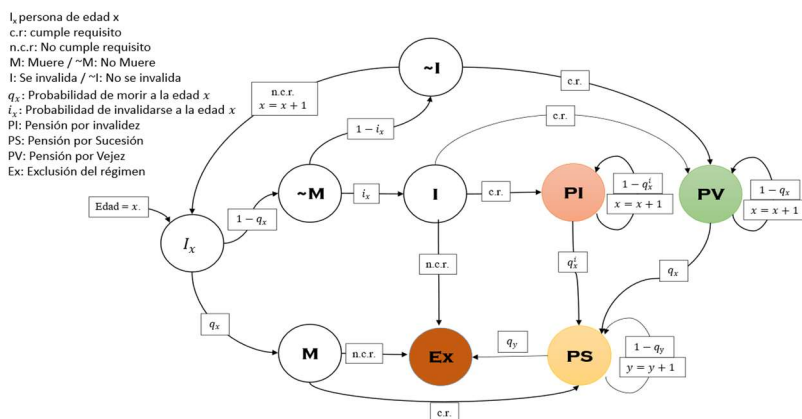 Iₓ persona de edad x
c.r: cumple requisito
n.c.r: No cumple requisito
M: Muere / ~M: No Muere
I: Se invalida / ~I: No se invalida
qₓ: Probabilidad de morir a la edad x
iₓ: Probabilidad de invalidarse a la edad x
PI: Pensión por invalidez
PS: Pensión por Sucesión
PV: Pensión por Vejez
Ex: Exclusión del régimen
~I
n.c.r.
x = x + 1
c.r.
c.r.
1 − iₓ
Edad = x.
Iₓ
1 − qₓ
~M
iₓ
I
c.r.
PI
1 − qₓⁱ
x = x + 1
PV
1 − qₓ
x = x + 1
n.c.r.
qₓⁱ
qₓ
qₓ
M
n.c.r.
Ex
q_y
PS
1 − q_y
y = y + 1
c.r.